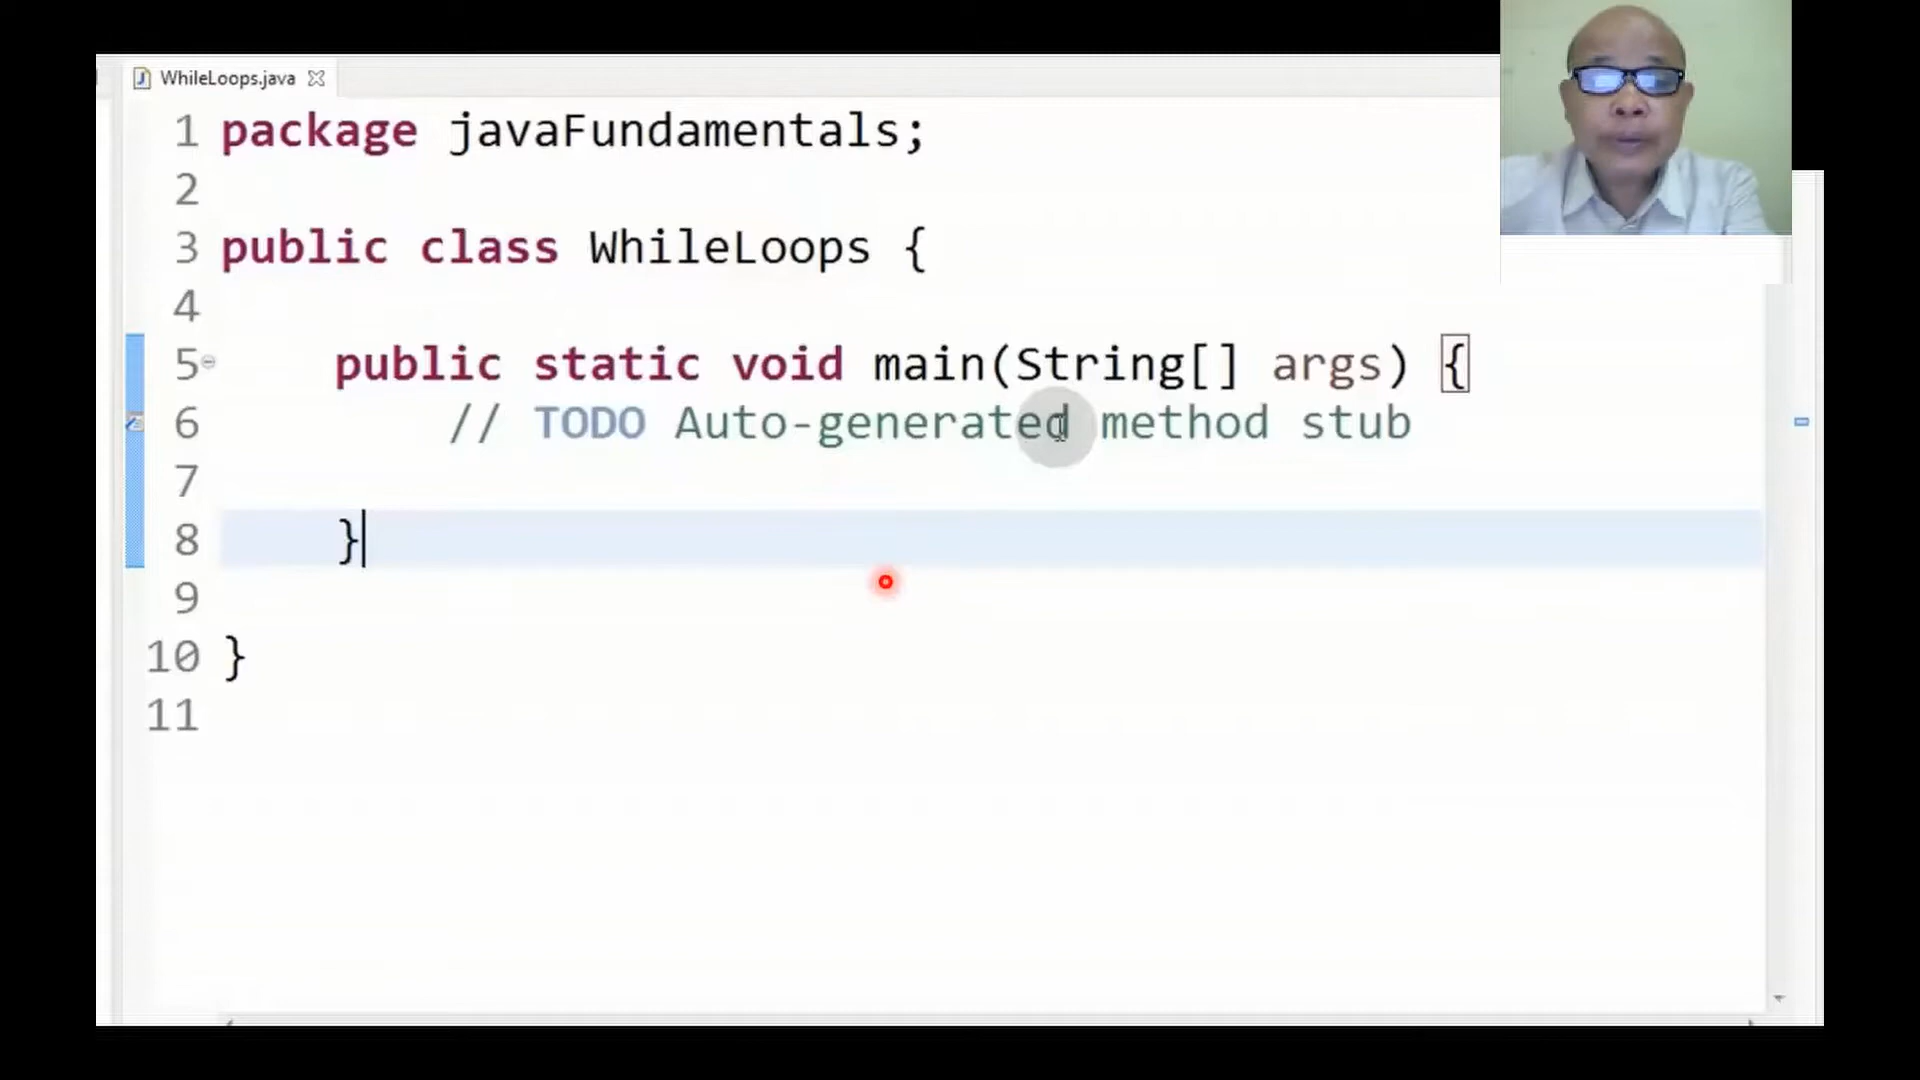 WhileLoops.java
1 package javaFundamentals;
2
3 public class WhileLoops {
4
5 public static void main(String[] args) {
6 // TODO Auto-generated method stub
7
8 }
9
10 }
11